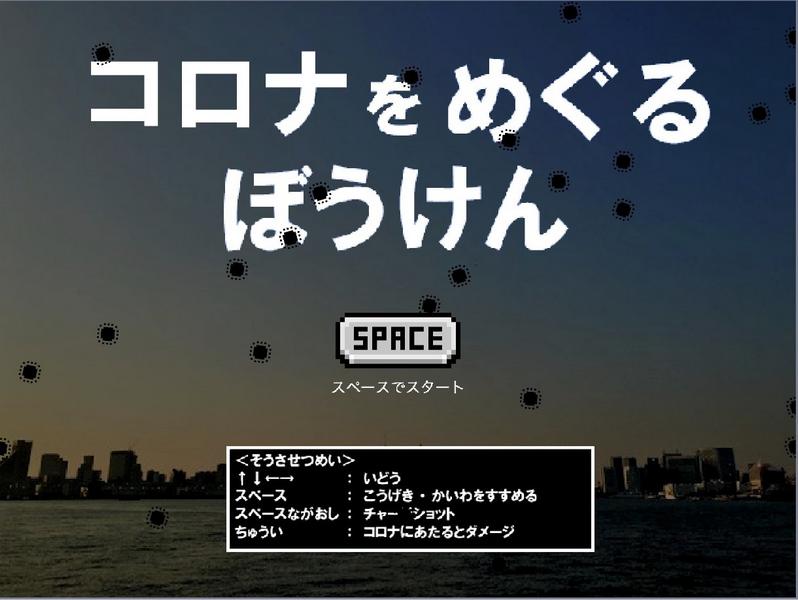 コロナをめぐる
ぼうけん
SPACE
スペースでスタート
＜そうさせつめい＞
↑↓←→ : いどう
スペース : こうげき・かいわをすすめる
スペースながおし : チャージショット
ちゅうい : コロナにあたるとダメージ